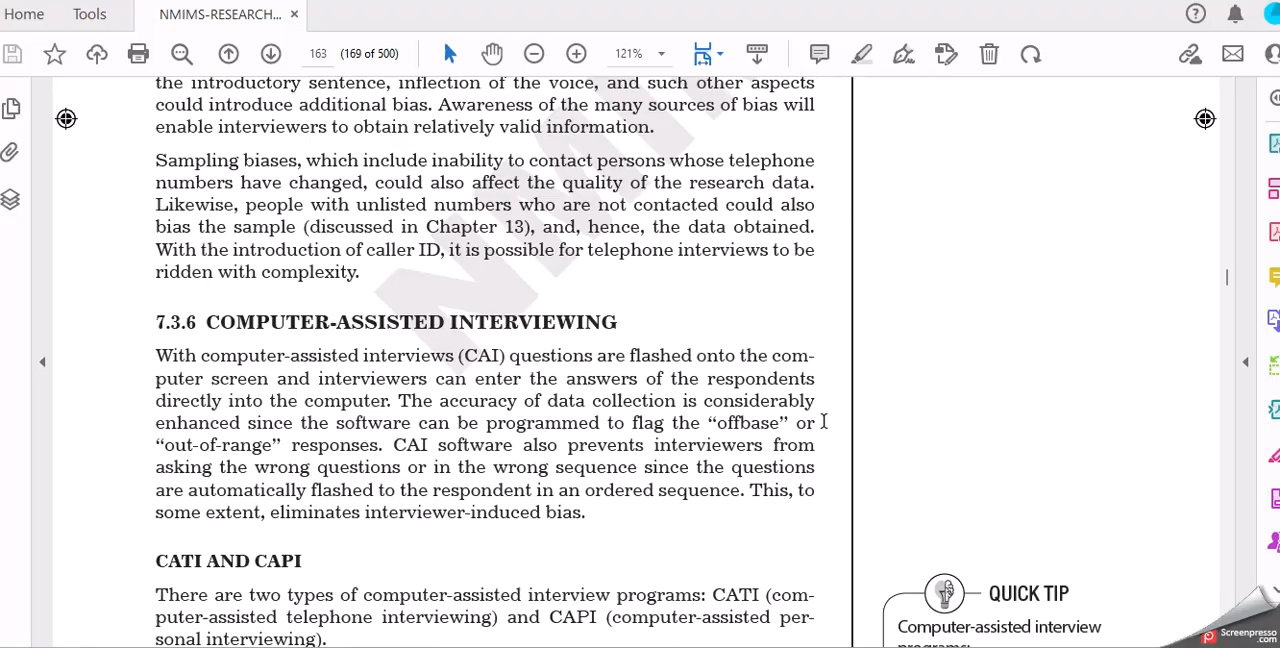 Home
Tools
NMIMS-RESEARCH... ×
163
(169 of 500)
121%
the introductory sentence, inflection of the voice, and such other aspects
could introduce additional bias. Awareness of the many sources of bias will
enable interviewers to obtain relatively valid information.
Sampling biases, which include inability to contact persons whose telephone
numbers have changed, could also affect the quality of the research data.
Likewise, people with unlisted numbers who are not contacted could also
bias the sample (discussed in Chapter 13), and, hence, the data obtained.
With the introduction of caller ID, it is possible for telephone interviews to be
ridden with complexity.
7.3.6 COMPUTER-ASSISTED INTERVIEWING
With computer-assisted interviews (CAI) questions are flashed onto the com-
puter screen and interviewers can enter the answers of the respondents
directly into the computer. The accuracy of data collection is considerably
enhanced since the software can be programmed to flag the “offbase” or
“out-of-range” responses. CAI software also prevents interviewers from
asking the wrong questions or in the wrong sequence since the questions
are automatically flashed to the respondent in an ordered sequence. This, to
some extent, eliminates interviewer-induced bias.
CATI AND CAPI
There are two types of computer-assisted interview programs: CATI (com-
puter-assisted telephone interviewing) and CAPI (computer-assisted per-
sonal interviewing).
QUICK TIP
Computer-assisted interview
programs:
Screenpresso
.com